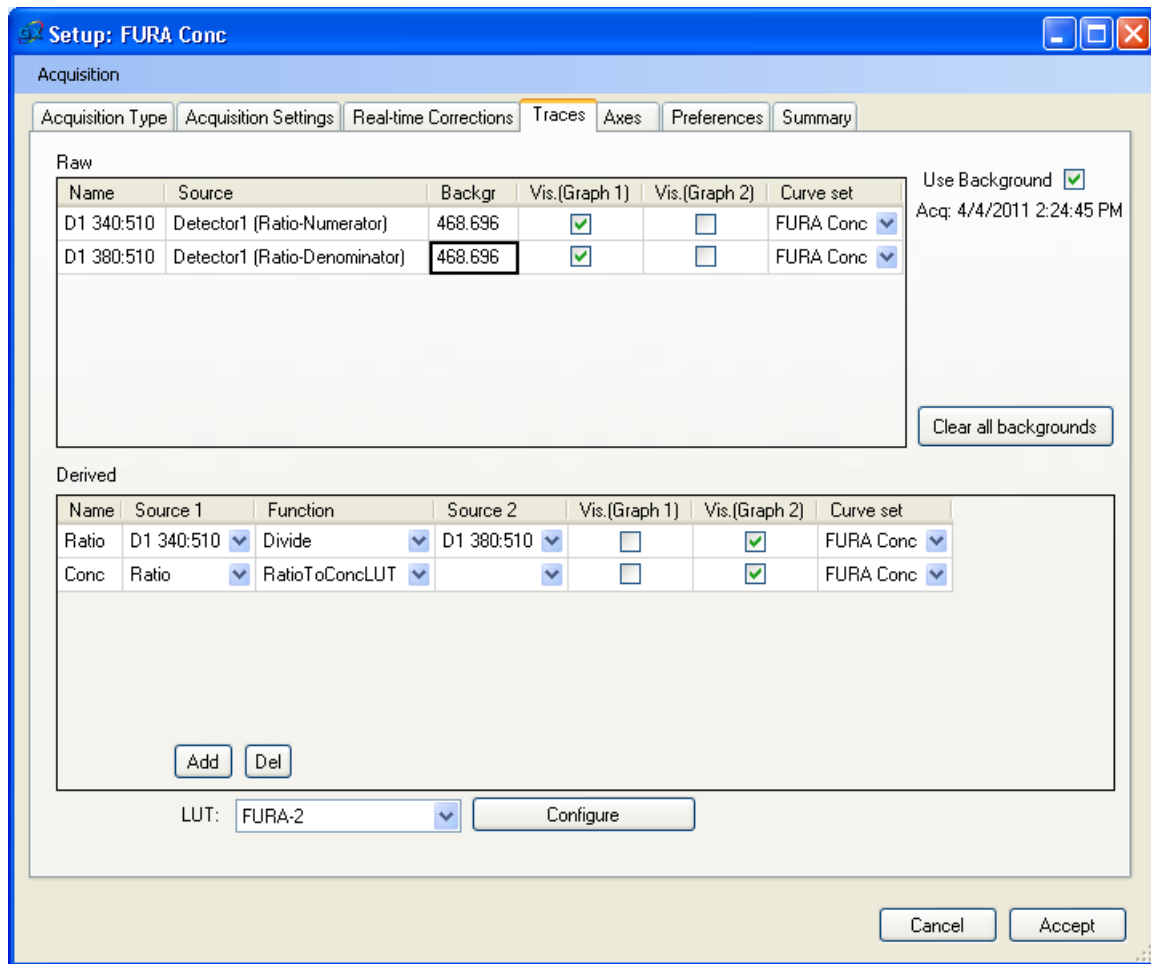 Setup: FURA Conc
Acquisition
Acquisition Type Acquisition Settings Real-time Corrections Traces Axes Preferences Summary
Raw
Name Source Backgr Vis.(Graph 1) Vis.(Graph 2) Curve set
D1 340:510 Detector1 (Ratio-Numerator) 468.696 FURA Conc
D1 380:510 Detector1 (Ratio-Denominator) 468.696 FURA Conc
Use Background
Acq: 4/4/2011 2:24:45 PM
Clear all backgrounds
Derived
Name Source 1 Function Source 2 Vis.(Graph 1) Vis.(Graph 2) Curve set
Ratio D1 340:510 Divide D1 380:510 FURA Conc
Conc Ratio RatioToConcLUT FURA Conc
Add Del
LUT: FURA-2 Configure
Cancel Accept